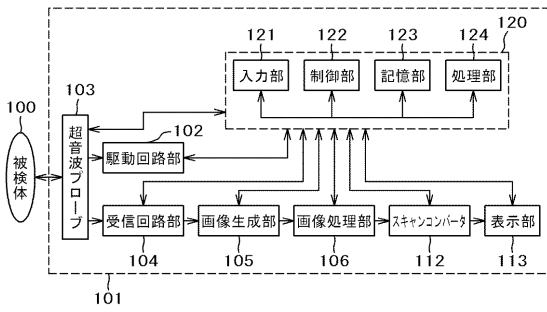 120
121 122 123 124
入力部 制御部 記憶部 処理部
100
103
102
被検体
超音波プローブ
駆動回路部
受信回路部 画像生成部 画像処理部 スキャンコンバータ 表示部
104 105 106 112 113
101